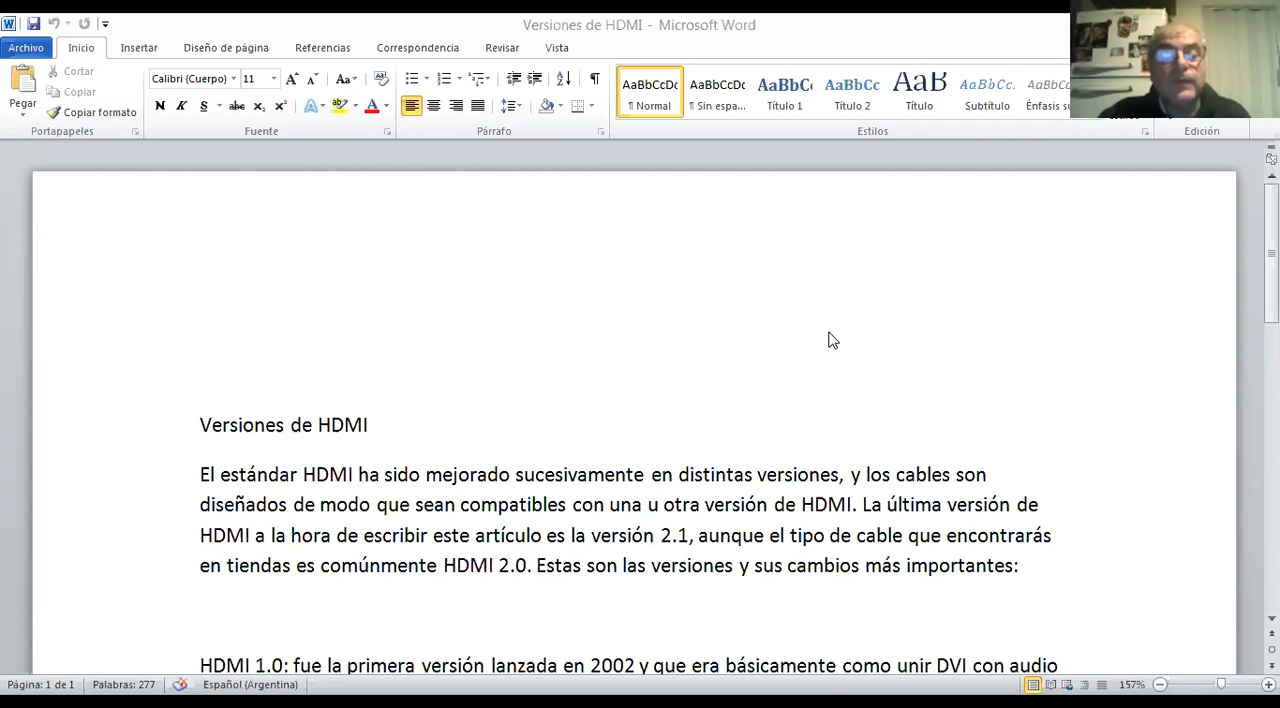 Versiones de HDMI - Microsoft Word
Archivo Inicio Insertar Diseño de página Referencias Correspondencia Revisar Vista
Pegar
Cortar
Copiar
Copiar formato
Portapapeles
Calibri (Cuerpo) 11
Fuente
Párrafo
AaBbCcDc AaBbCcDc AaBbC( AaBbCc AaB AaBbCc. AaBbCc
¶ Normal ¶ Sin espa... Título 1 Título 2 Título Subtítulo Énfasis su
Estilos
Edición
Versiones de HDMI
El estándar HDMI ha sido mejorado sucesivamente en distintas versiones, y los cables son
diseñados de modo que sean compatibles con una u otra versión de HDMI. La última versión de
HDMI a la hora de escribir este artículo es la versión 2.1, aunque el tipo de cable que encontrarás
en tiendas es comúnmente HDMI 2.0. Estas son las versiones y sus cambios más importantes:
HDMI 1.0: fue la primera versión lanzada en 2002 y que era básicamente como unir DVI con audio
Página: 1 de 1 Palabras: 277 Español (Argentina) 157%